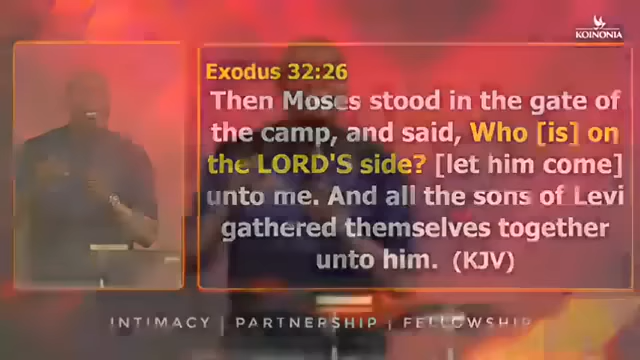 KOINONIA
Exodus 32:26
Then Moses stood in the gate of
the camp, and said, Who [is] on
the LORD'S side? [let him come]
unto me. And all the sons of Levi
gathered themselves together
unto him. (KJV)
INTIMACY | PARTNERSHIP | FELLOWSHIP